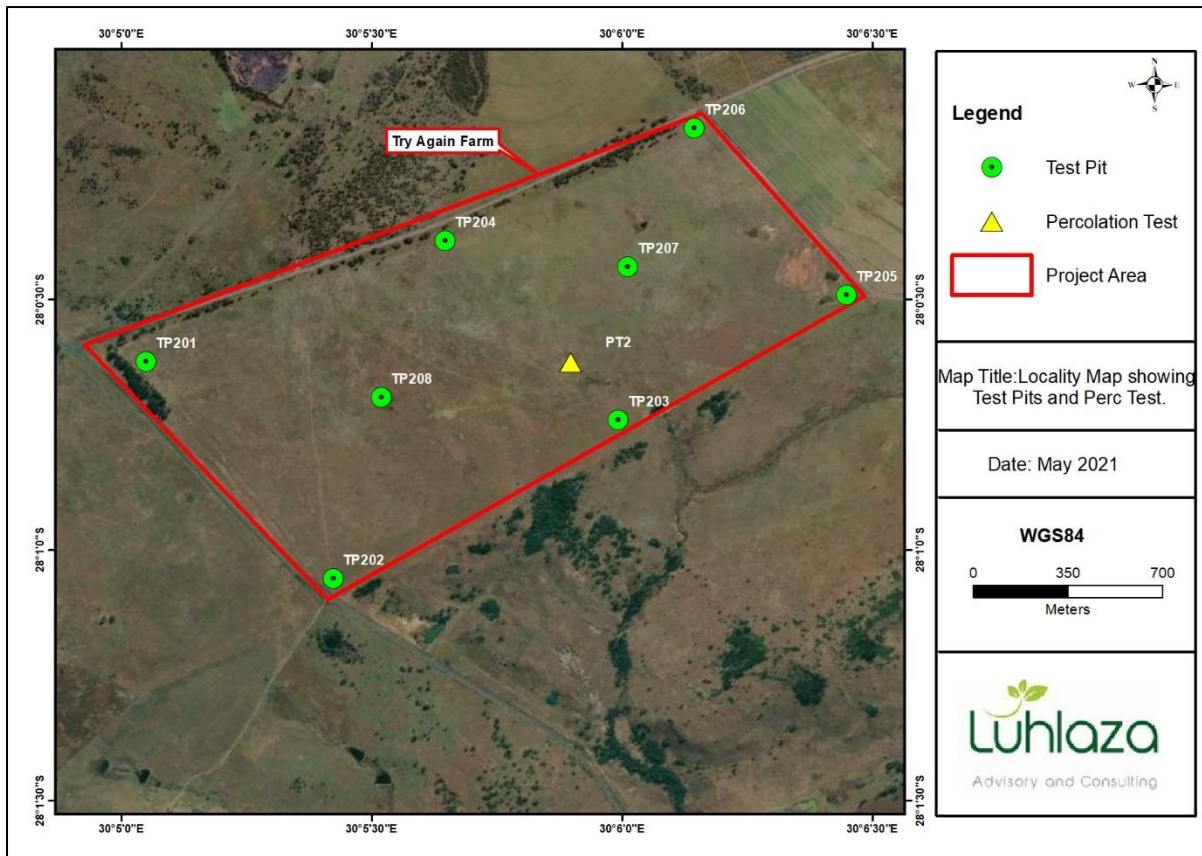 30°5'0"E 30°5'30"E 30°6'0"E 30°6'30"E
28°0'30"S
28°1'0"S
28°1'30"S
28°0'30"S
28°1'0"S
28°1'30"S
30°5'0"E 30°5'30"E 30°6'0"E 30°6'30"E
Try Again Farm
TP206
TP204
TP207
TP205
TP201
PT2
TP208
TP203
TP202
N
W E
S
Legend
Test Pit
Percolation Test
Project Area
Map Title:Locality Map showing
Test Pits and Perc Test.
Date: May 2021
WGS84
0 350 700
Meters
Luhlaza
Advisory and Consulting